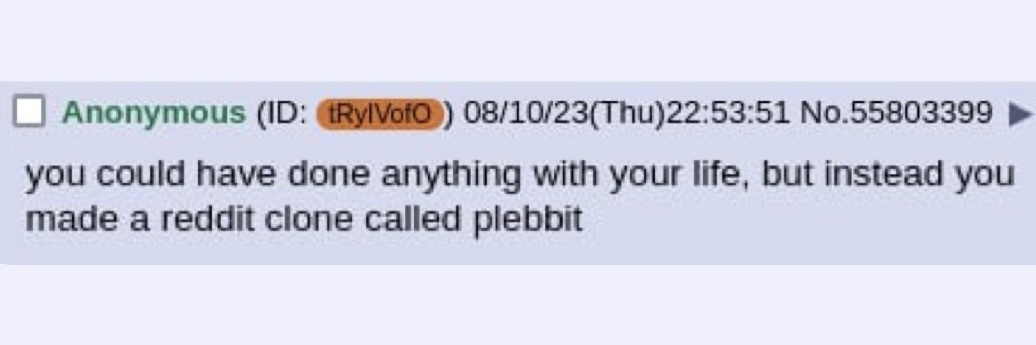 Anonymous (ID: tRyIVofO) 08/10/23(Thu)22:53:51 No.55803399 ▶
you could have done anything with your life, but instead you
made a reddit clone called plebbit